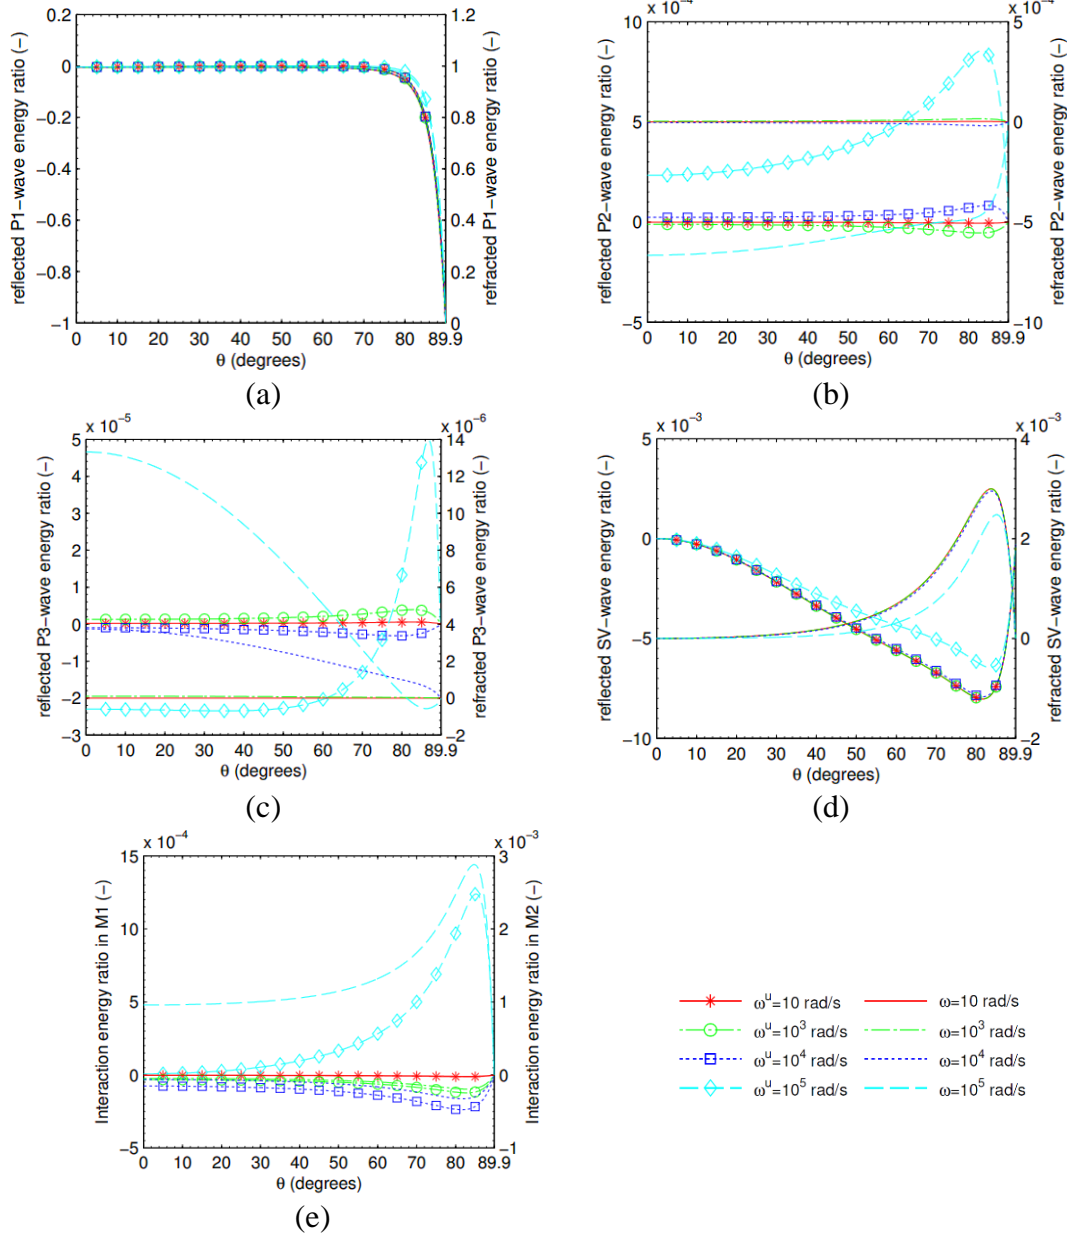 reflected P1−wave energy ratio (−)
0.2
0
−0.2
−0.4
−0.6
−0.8
−1
1.2
1
0.8
0.6
0.4
0.2
0
refracted P1−wave energy ratio (−)
0 10 20 30 40 50 60 70 80 89.9
θ (degrees)
(a)
x 10⁻⁴
reflected P2−wave energy ratio (−)
10
5
0
−5
x 10⁻⁴
5
0
−5
−10
refracted P2−wave energy ratio (−)
0 10 20 30 40 50 60 70 80 89.9
θ (degrees)
(b)
x 10⁻⁵
reflected P3−wave energy ratio (−)
5
4
3
2
1
0
−1
−2
−3
x 10⁻⁶
14
12
10
8
6
4
2
0
−2
refracted P3−wave energy ratio (−)
0 10 20 30 40 50 60 70 80 89.9
θ (degrees)
(c)
x 10⁻³
reflected SV−wave energy ratio (−)
5
0
−5
−10
x 10⁻³
4
2
0
−2
refracted SV−wave energy ratio (−)
0 10 20 30 40 50 60 70 80 89.9
θ (degrees)
(d)
x 10⁻⁴
Interaction energy ratio in M1 (−)
15
10
5
0
−5
x 10⁻³
3
2
1
0
−1
Interaction energy ratio in M2 (−)
0 10 20 30 40 50 60 70 80 89.9
θ (degrees)
(e)
ωᵘ=10 rad/s ω=10 rad/s
ωᵘ=10³ rad/s ω=10³ rad/s
ωᵘ=10⁴ rad/s ω=10⁴ rad/s
ωᵘ=10⁵ rad/s ω=10⁵ rad/s